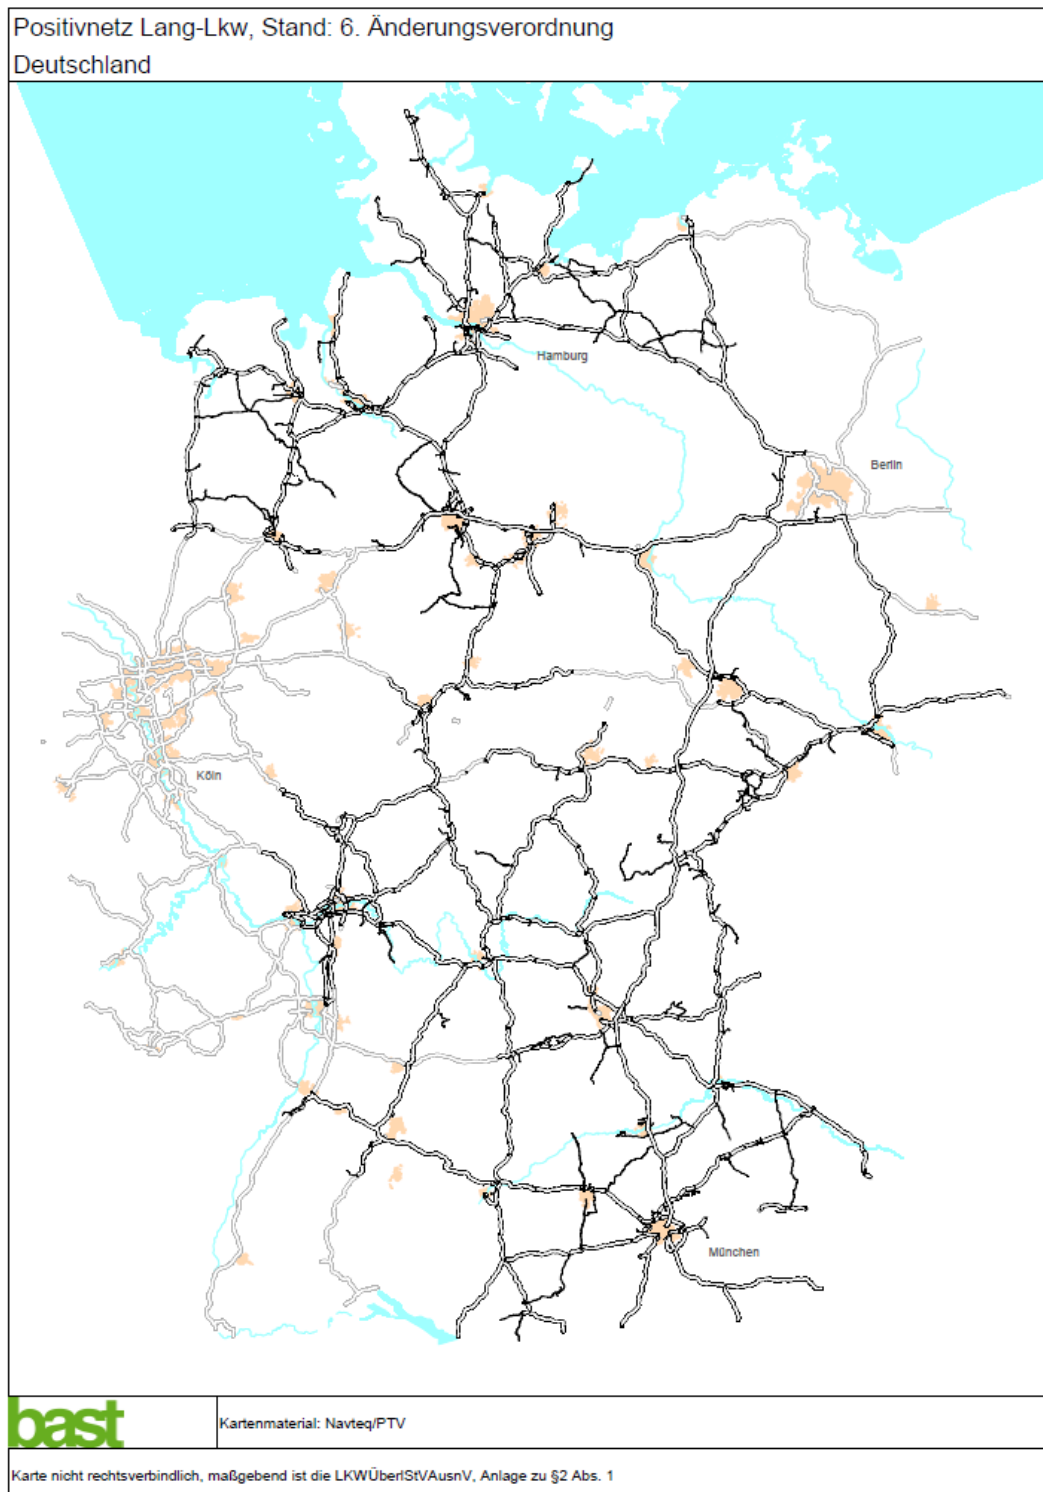 Positivnetz Lang-Lkw, Stand: 6. Änderungsverordnung
Deutschland
Hamburg
Berlin
Köln
München
bast
Kartenmaterial: Navteq/PTV
Karte nicht rechtsverbindlich, maßgebend ist die LKWÜberlStVAusnV, Anlage zu §2 Abs. 1